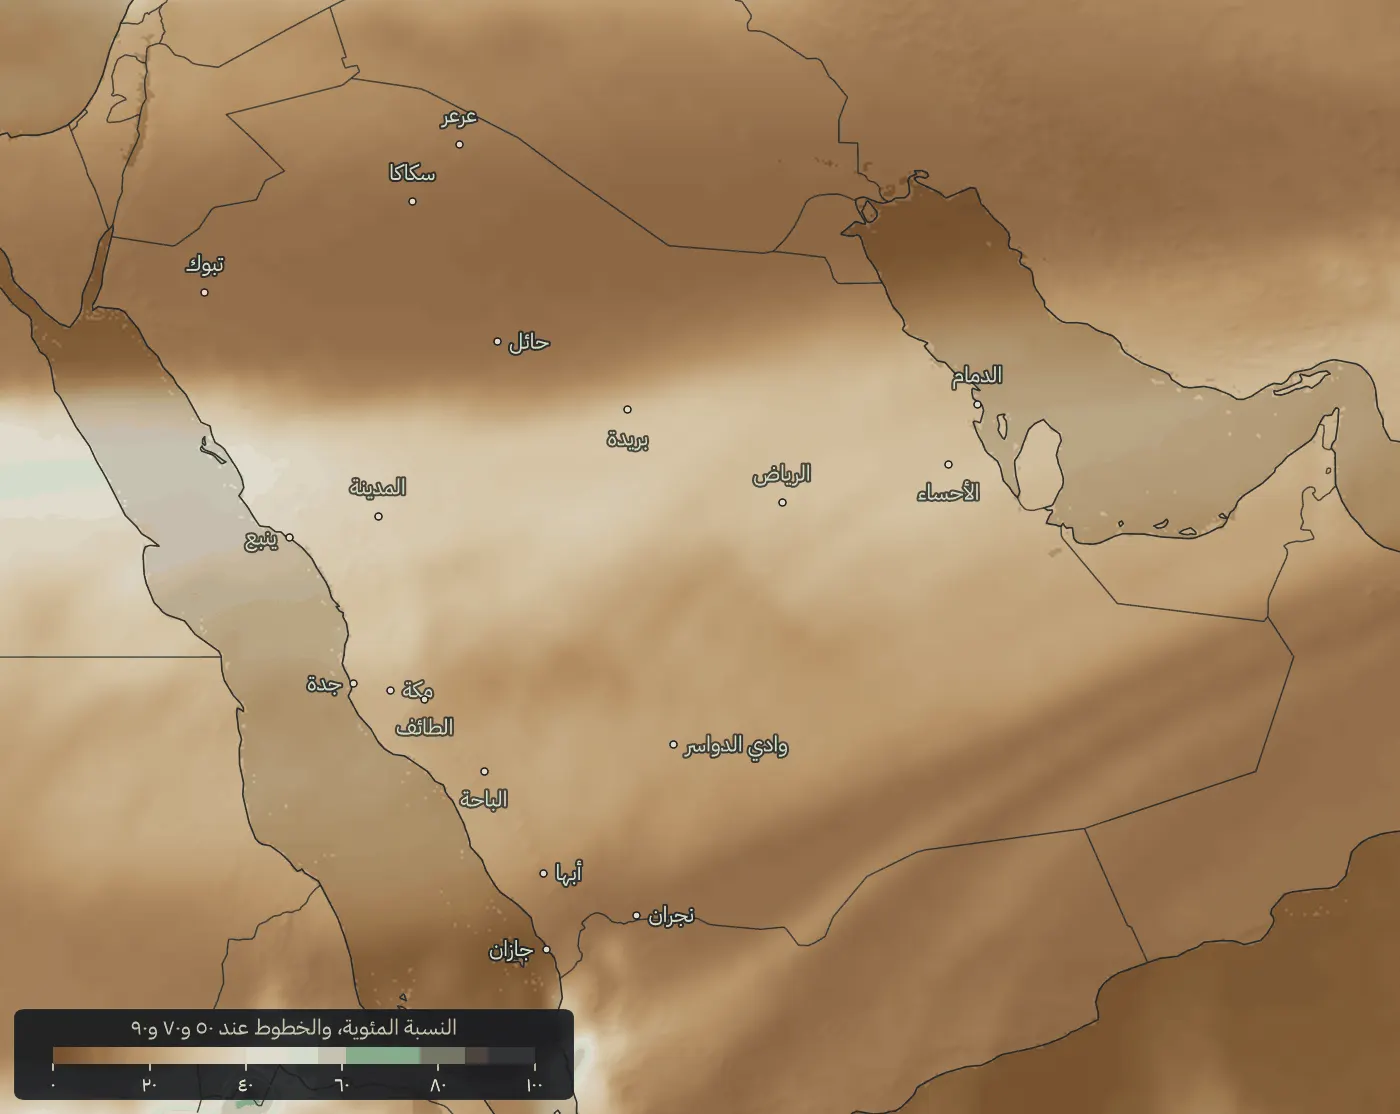 عرعر
سكاكا
تبوك
حائل
الدمام
بريدة
الرياض
المدينة
الأحساء
ينبع
جدة
مكة
الطائف
وادي الدواسر
الباحة
أبها
نجران
جازان
النسبة المئوية، والخطوط عند ٥٠ و٧٠ و٩٠
٠ ٢٠ ٤٠ ٦٠ ٨٠ ١٠٠